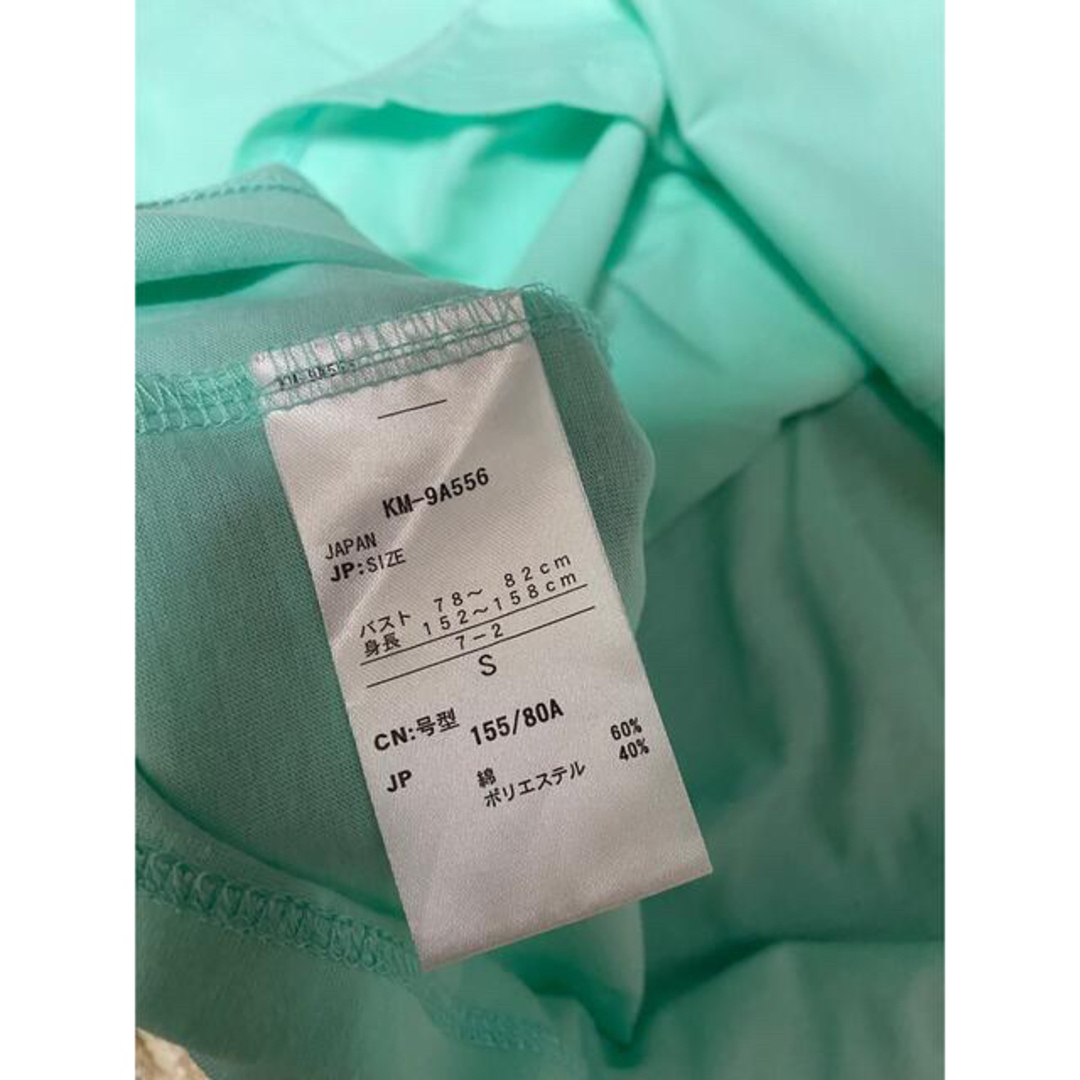 KM-9A556
JAPAN
JP:SIZE
バスト 78~ 82cm
身長 152~158cm
7-2
S
CN:号型 155/80A
JP 綿 60%
ポリエステル 40%